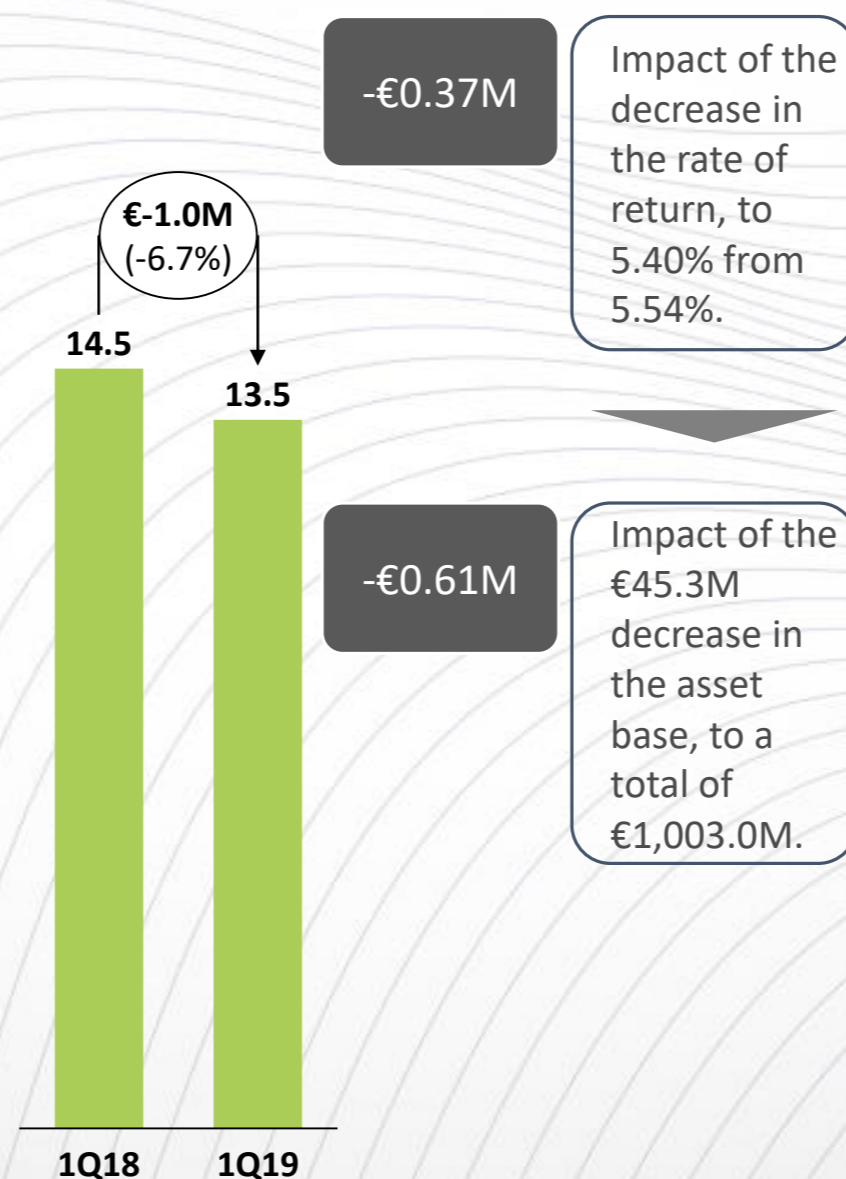 -€0.37M
Impact of the
decrease in
the rate of
return, to
5.40% from
5.54%.
€-1.0M
(-6.7%)
14.5
13.5
-€0.61M
Impact of the
€45.3M
decrease in
the asset
base, to a
total of
€1,003.0M.
1Q18
1Q19